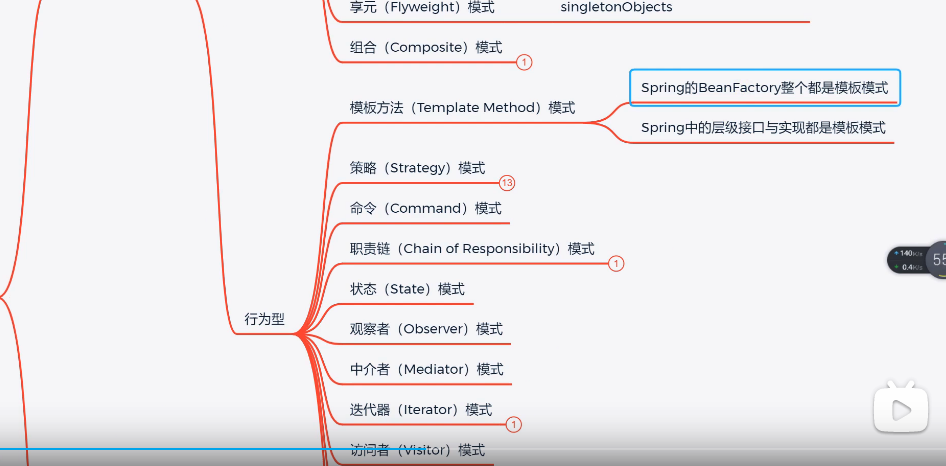 享元（Flyweight）模式 singletonObjects
组合（Composite）模式 1
模板方法（Template Method）模式
Spring的BeanFactory整个都是模板模式
Spring中的层级接口与实现都是模板模式
策略（Strategy）模式 13
命令（Command）模式
职责链（Chain of Responsibility）模式 1
状态（State）模式
行为型
观察者（Observer）模式
中介者（Mediator）模式
迭代器（Iterator）模式 1
访问者（Visitor）模式
140K/s
0.4K/s
55